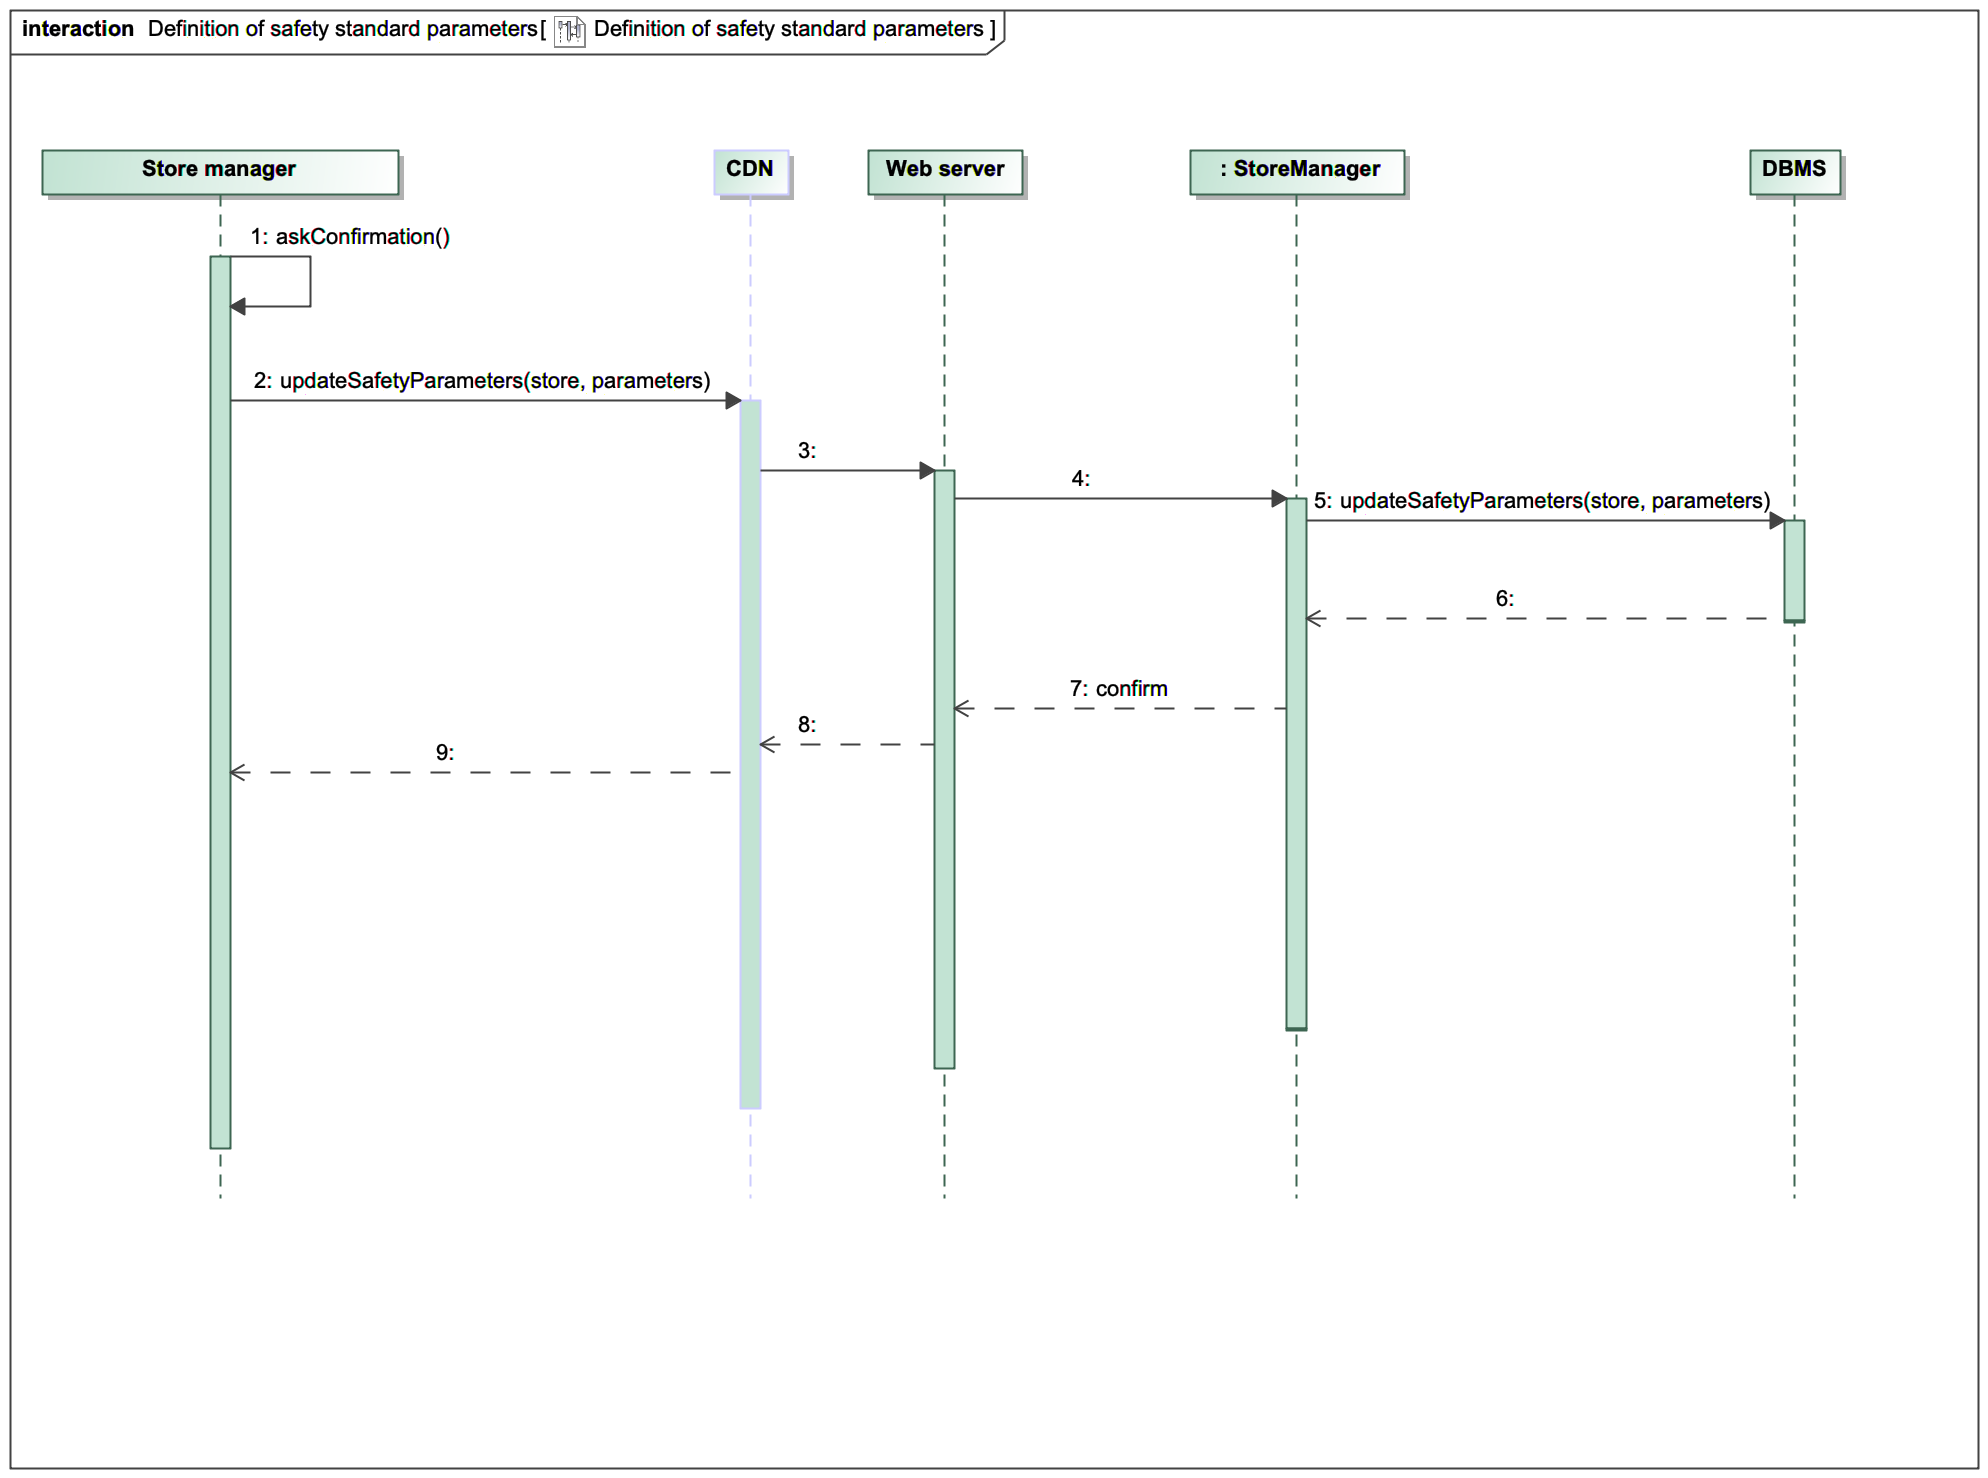 interaction Definition of safety standard parameters[ Definition of safety standard parameters ]
Store manager
CDN
Web server
: StoreManager
DBMS
1: askConfirmation()
2: updateSafetyParameters(store, parameters)
3:
4:
5: updateSafetyParameters(store, parameters)
6:
7: confirm
8:
9: